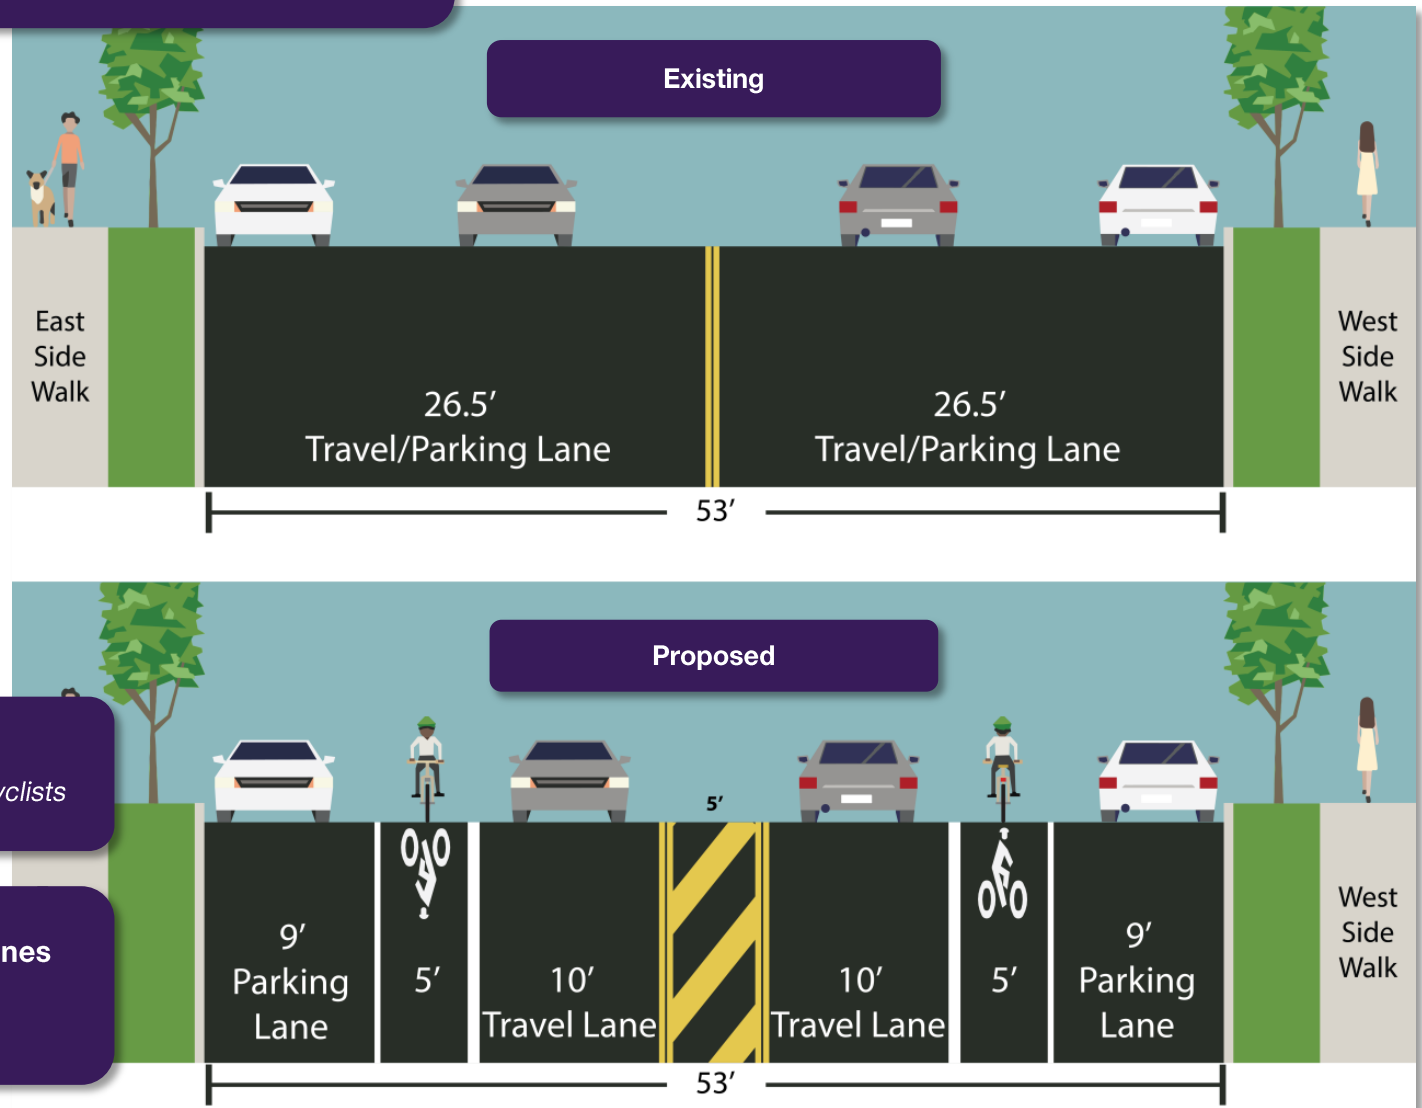 Existing
East
Side
Walk
26.5’
Travel/Parking Lane
26.5’
Travel/Parking Lane
West
Side
Walk
53’
Proposed
yclists
nes
5’
9’
Parking
Lane
5’
10’
Travel Lane
10’
Travel Lane
5’
9’
Parking
Lane
West
Side
Walk
53’